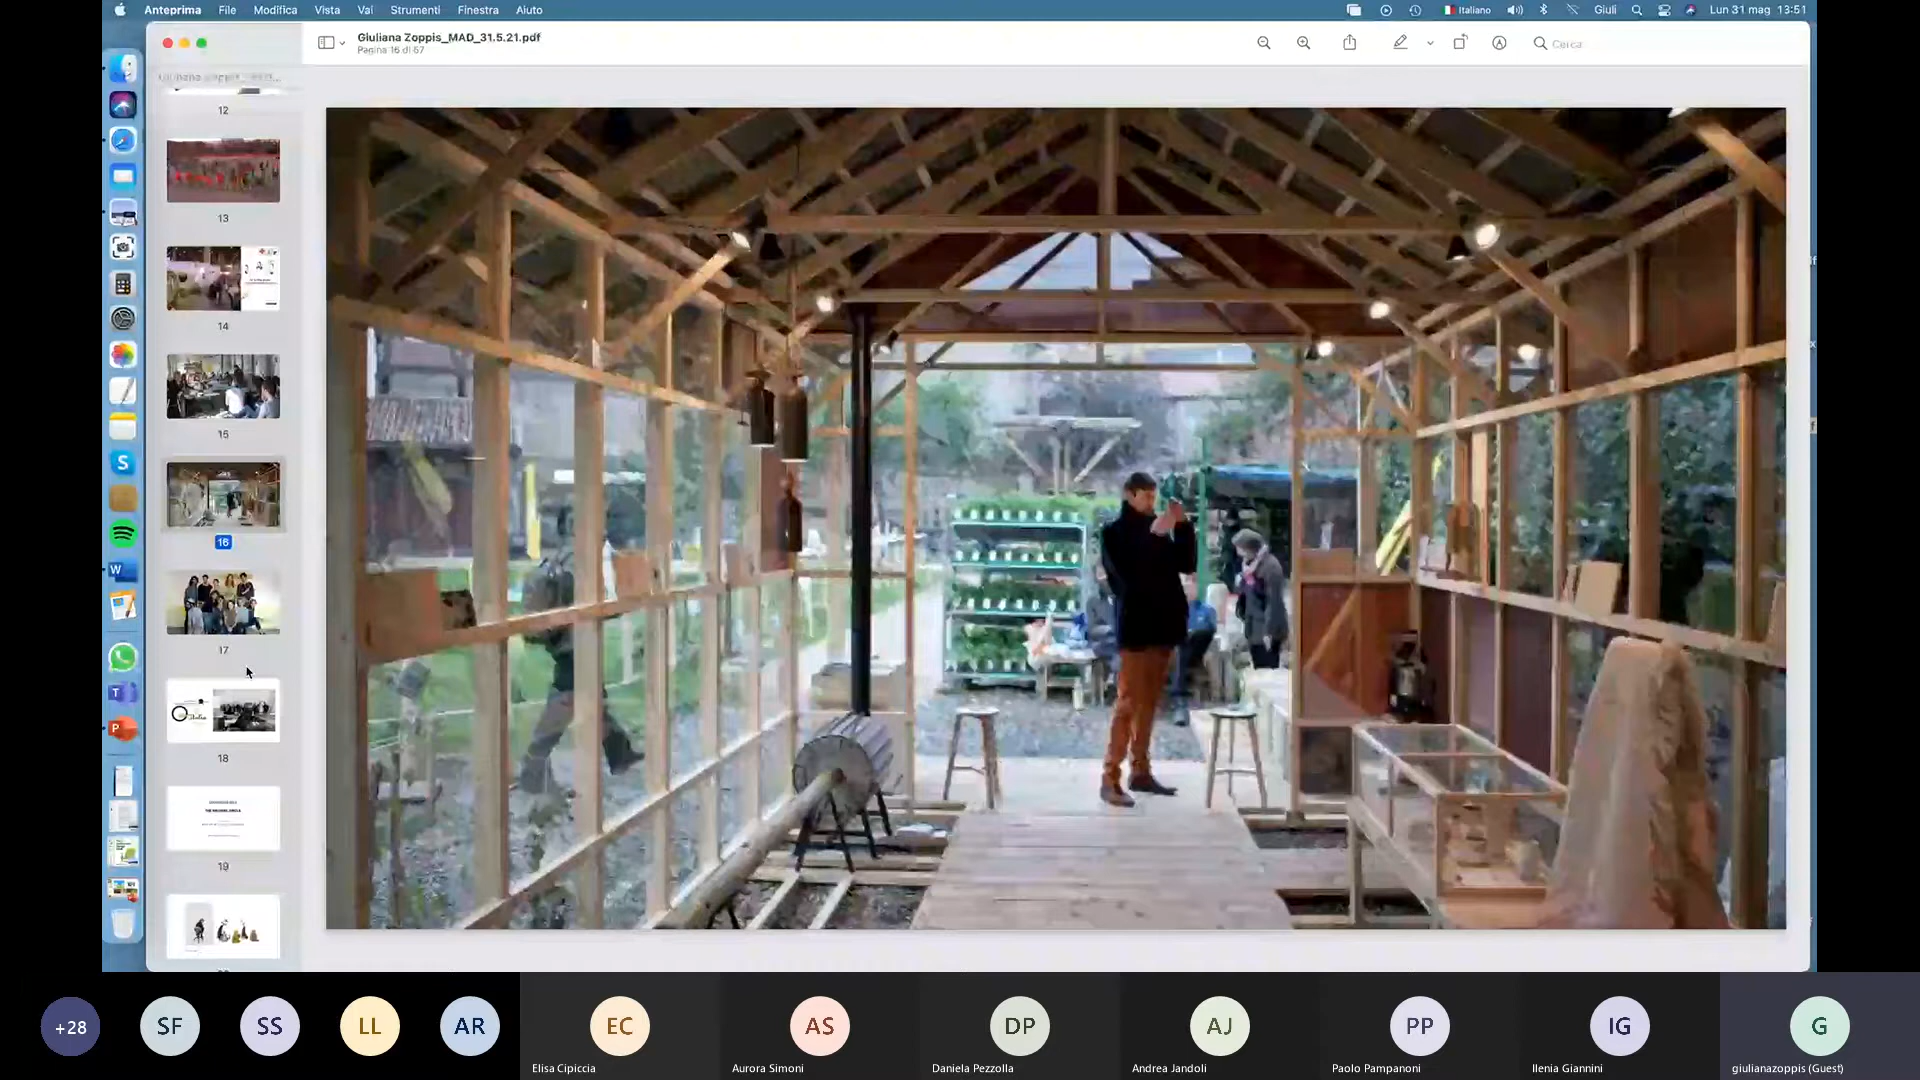 Anteprima File Modifica Vista Vai Strumenti Finestra Aiuto
Italiano Giuli Lun 31 mag 13:51
Giuliana Zoppis_MAD_31.5.21.pdf
Pagina 16 di 67
Cerca
12
13
14
15
16
17
18
19
S
W
T
P
+28
SF
SS
LL
AR
EC
AS
DP
AJ
PP
IG
G
Elisa Cipiccia
Aurora Simoni
Daniela Pezzolla
Andrea Jandoli
Paolo Pampanoni
Ilenia Giannini
giulianazoppis (Guest)